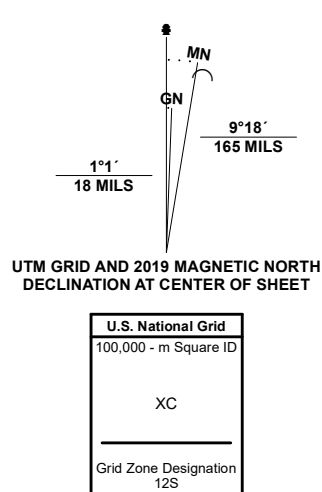 MN
GN
9°18´
165 MILS
1°1´
18 MILS
UTM GRID AND 2019 MAGNETIC NORTH
DECLINATION AT CENTER OF SHEET
U.S. National Grid
100,000 - m Square ID
XC
Grid Zone Designation
12S